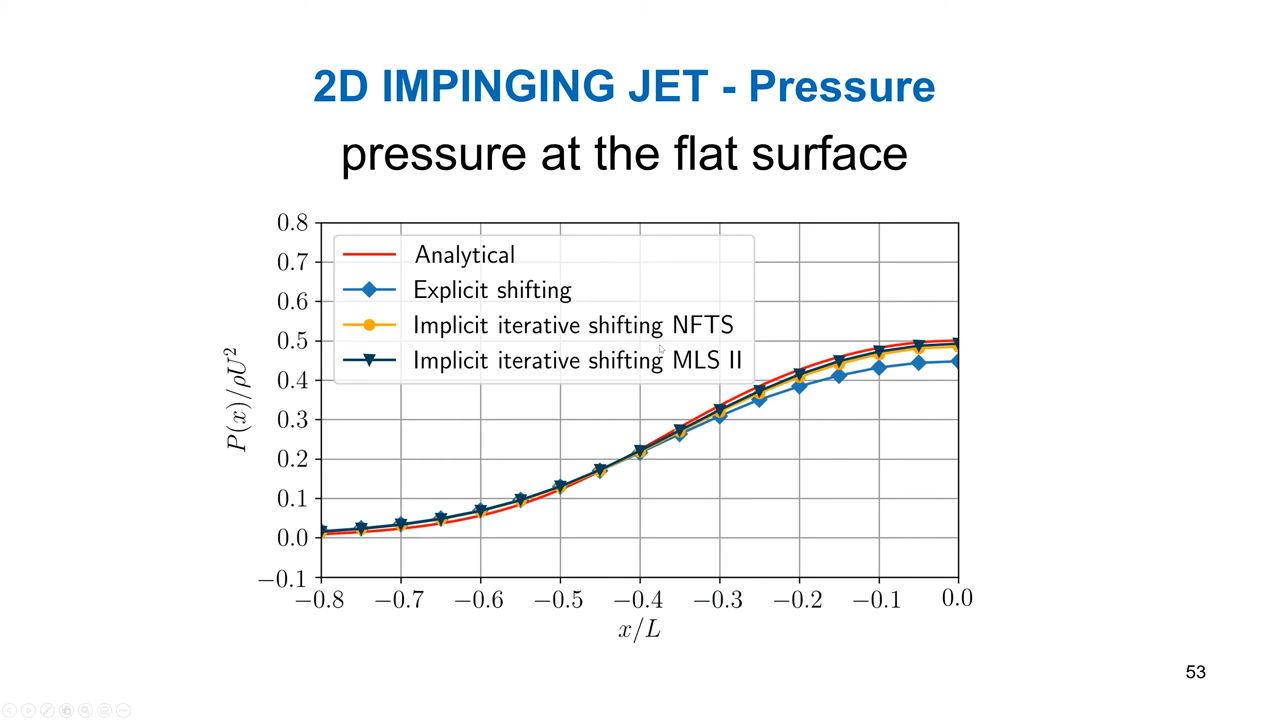 2D IMPINGING JET - Pressure
pressure at the flat surface
0.8
0.7
0.6
0.5
0.4
0.3
0.2
0.1
0.0
−0.1
P(x)/ρU²
Analytical
Explicit shifting
Implicit iterative shifting NFTS
Implicit iterative shifting MLS II
−0.8 −0.7 −0.6 −0.5 −0.4 −0.3 −0.2 −0.1 0.0
x/L
53